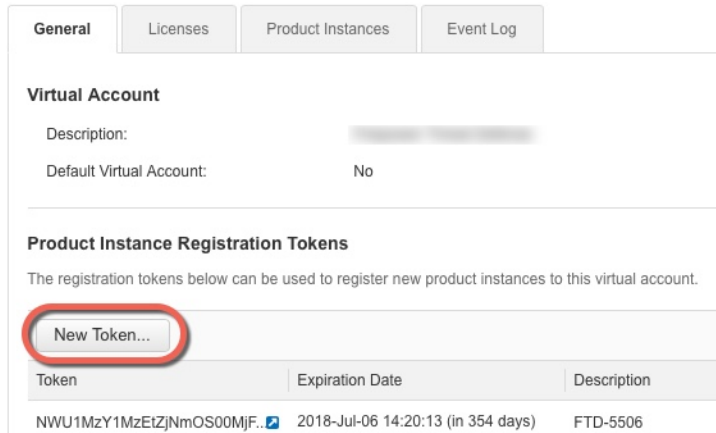 General Licenses Product Instances Event Log
Virtual Account
Description:
Default Virtual Account: No
Product Instance Registration Tokens
The registration tokens below can be used to register new product instances to this virtual account.
New Token...
Token Expiration Date Description
NWU1MzY1MzEtZjNmOS00MjF... 2018-Jul-06 14:20:13 (in 354 days) FTD-5506